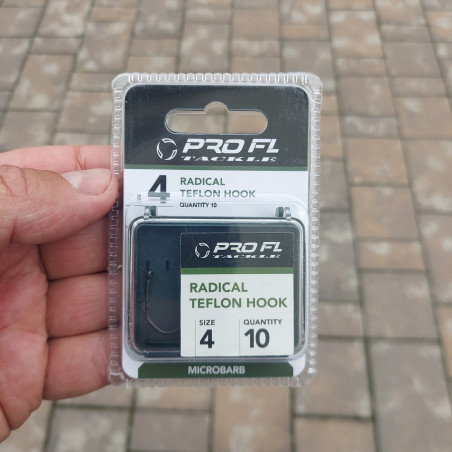 PRO FL
TACKLE
4 RADICAL
TEFLON HOOK
QUANTITY 10
PRO FL
TACKLE
RADICAL
TEFLON HOOK
SIZE QUANTITY
4 10
MICROBARB